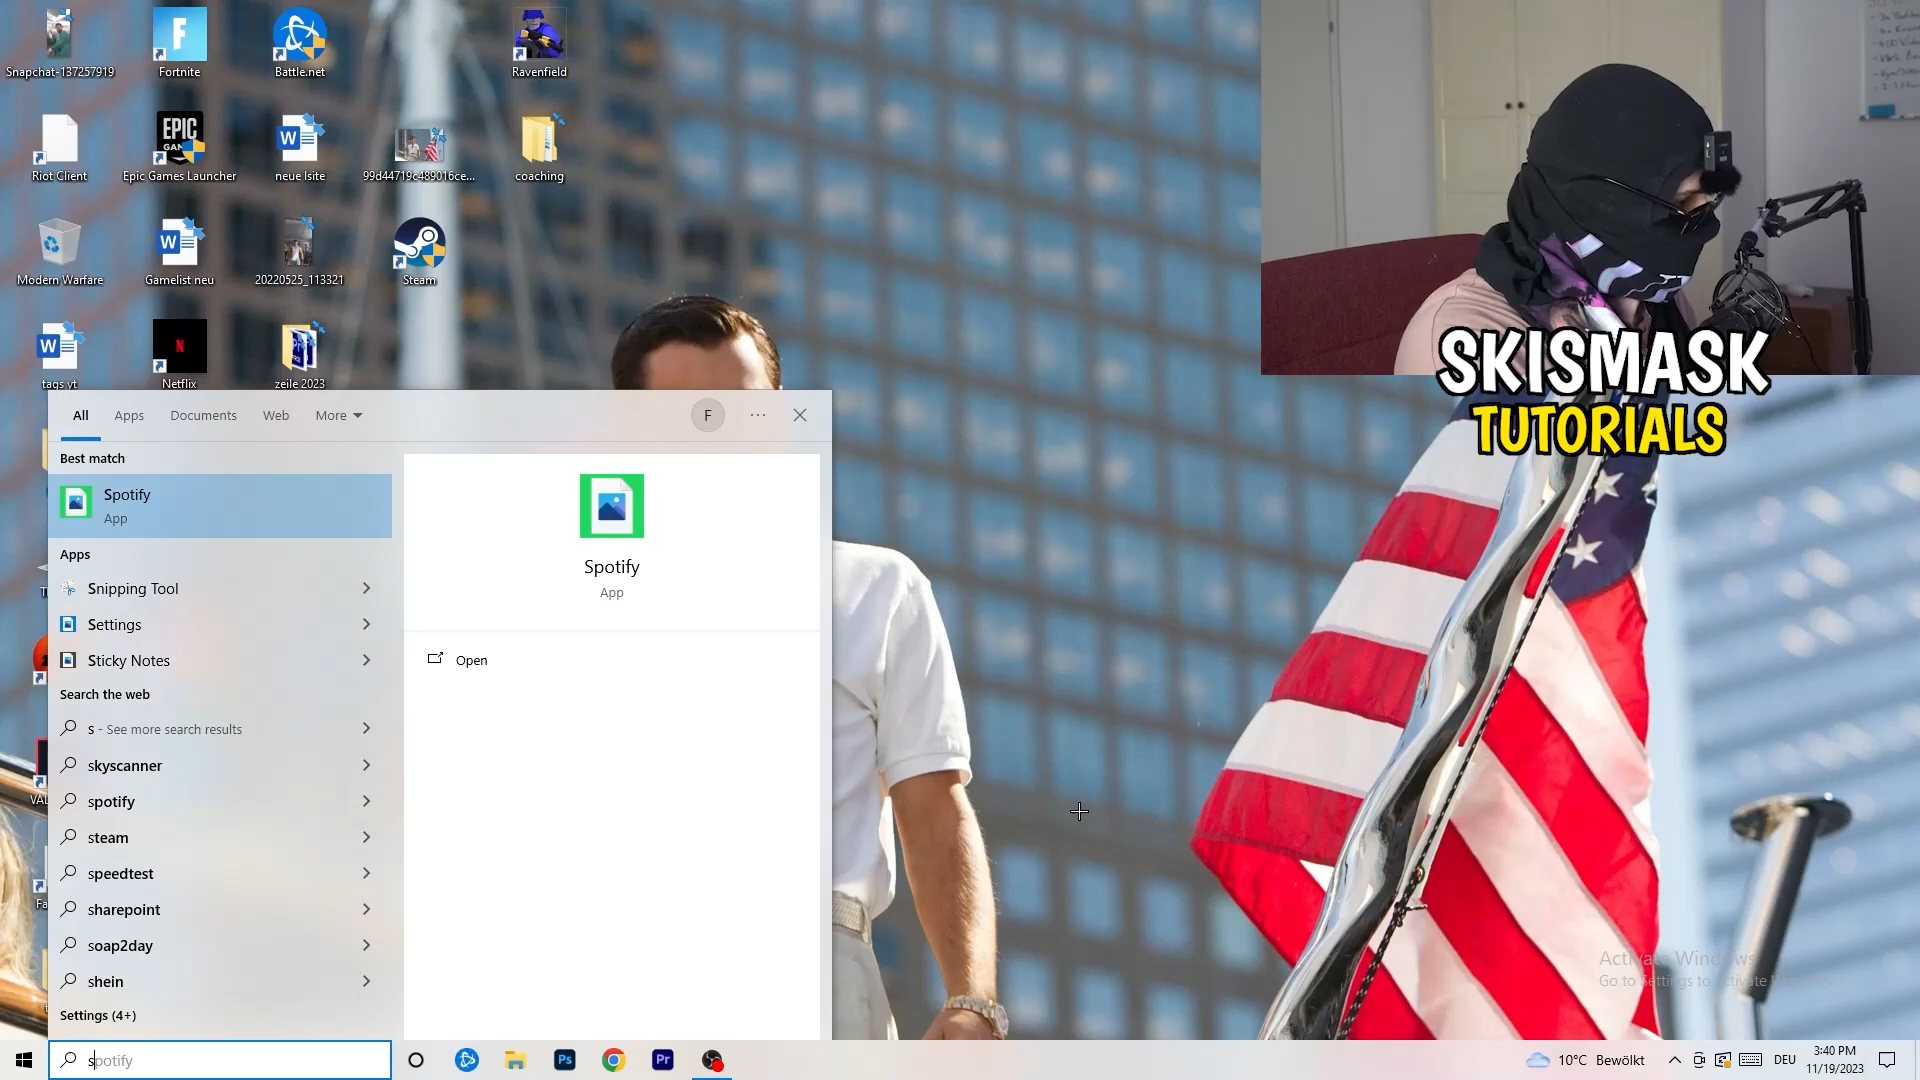 Snapchat-137257919
Fortnite
Battle.net
Ravenfield
EPIC
Riot Client
Epic Games Launcher
neue lsite
99d44719c489016ce...
coaching
Modern Warfare
Gamelist neu
20220525_113321
Steam
tags yt
Netflix
zeile 2023
SKISMASK
TUTORIALS
All
Apps
Documents
Web
More
F
Best match
Spotify
App
Apps
Snipping Tool
Settings
Sticky Notes
Search the web
s - See more search results
skyscanner
spotify
steam
speedtest
sharepoint
soap2day
shein
Settings (4+)
Spotify
App
Open
Activate Windows
Go to Settings to activate
spotify
Ps
Pr
10°C Bewölkt
DEU
3:40 PM
11/19/2023